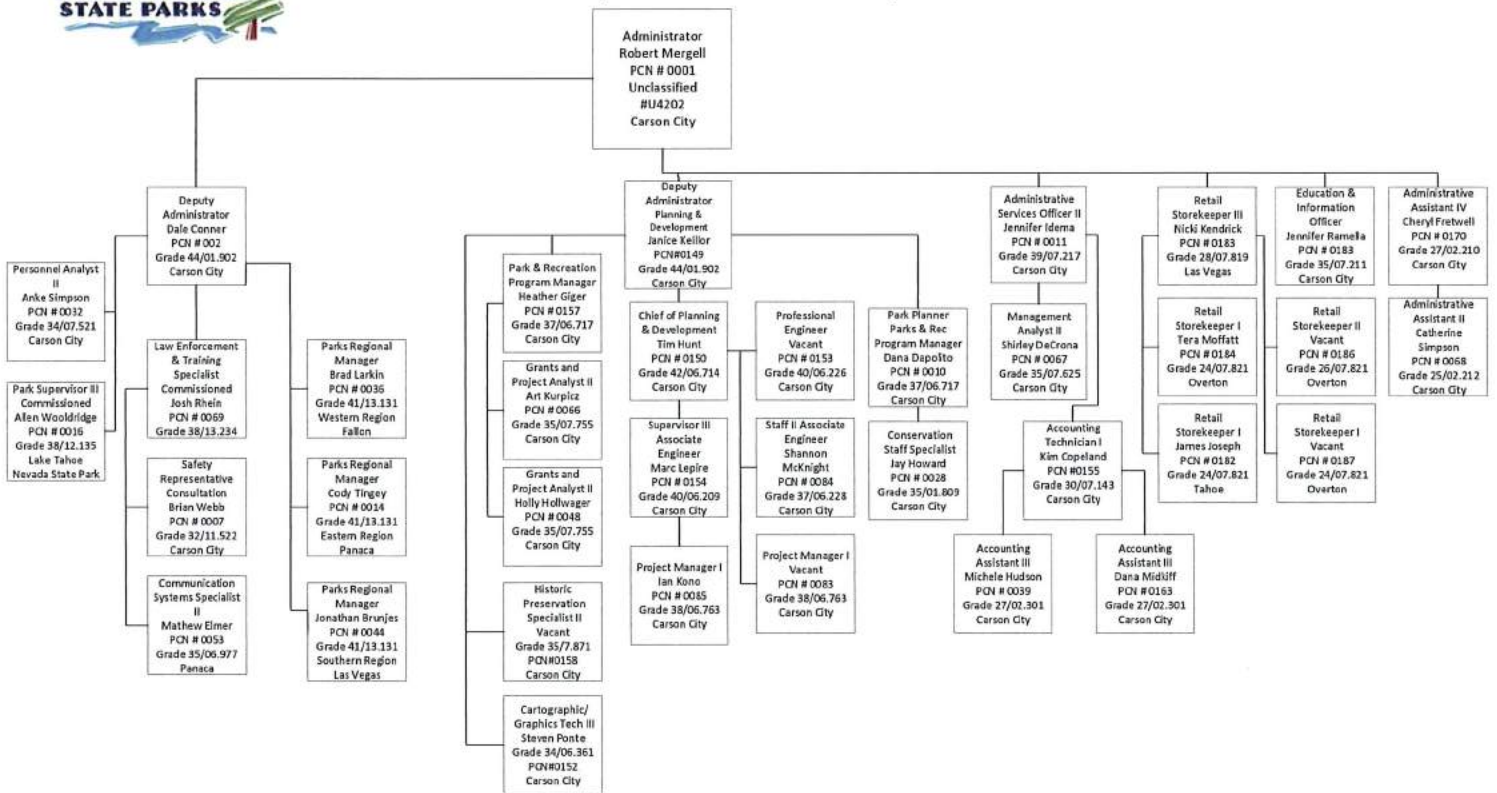 STATE PARKS
Administrator
Robert Mergell
PCN # 0001
Unclassified
#U4202
Carson City
Deputy
Administrator
Dale Conner
PCN # 002
Grade 44/01.902
Carson City
Personnel Analyst
II
Anke Simpson
PCN # 0032
Grade 34/07.521
Carson City
Park Supervisor III
Commissioned
Allen Wooldridge
PCN # 0016
Grade 38/12.135
Lake Tahoe
Nevada State Park
Law Enforcement
& Training
Specialist
Commissioned
Josh Rhein
PCN # 0069
Grade 38/13.234
Safety
Representative
Consultation
Brian Webb
PCN # 0007
Grade 32/11.522
Carson City
Communication
Systems Specialist
II
Mathew Elmer
PCN # 0053
Grade 35/06.977
Panaca
Parks Regional
Manager
Brad Larkin
PCN # 0036
Grade 41/13.131
Western Region
Fallon
Parks Regional
Manager
Cody Tingey
PCN # 0014
Grade 41/13.131
Eastern Region
Panaca
Parks Regional
Manager
Jonathan Brunjes
PCN # 0044
Grade 41/13.131
Southern Region
Las Vegas
Deputy
Administrator
Planning &
Development
Janice Keillor
PCN#0149
Grade 44/01.902
Carson City
Park & Recreation
Program Manager
Heather Giger
PCN # 0157
Grade 37/06.717
Carson City
Grants and
Project Analyst II
Art Kurpicz
PCN # 0066
Grade 35/07.755
Carson City
Grants and
Project Analyst II
Holly Hollwager
PCN # 0048
Grade 35/07.755
Carson City
Historic
Preservation
Specialist II
Vacant
Grade 35/7.871
PCN#0158
Carson City
Cartographic/
Graphics Tech III
Steven Ponte
Grade 34/06.361
PCN#0152
Carson City
Chief of Planning
& Development
Tim Hunt
PCN # 0150
Grade 42/06.714
Carson City
Supervisor III
Associate
Engineer
Marc Lepire
PCN # 0154
Grade 40/06.209
Carson City
Project Manager I
Ian Kono
PCN # 0085
Grade 38/06.763
Carson City
Professional
Engineer
Vacant
PCN # 0153
Grade 40/06.226
Carson City
Staff II Associate
Engineer
Shannon
McKnight
PCN # 0084
Grade 37/06.228
Carson City
Project Manager I
Vacant
PCN # 0083
Grade 38/06.763
Carson City
Park Planner
Parks & Rec
Program Manager
Dana Dapolito
PCN # 0010
Grade 37/06.717
Carson City
Conservation
Staff Specialist
Jay Howard
PCN # 0028
Grade 35/01.809
Carson City
Administrative
Services Officer II
Jennifer Idema
PCN # 0011
Grade 39/07.217
Carson City
Management
Analyst II
Shirley DeCrona
PCN # 0067
Grade 35/07.625
Carson City
Accounting
Technician I
Kim Copeland
PCN #0155
Grade 30/07.143
Carson City
Accounting
Assistant III
Michele Hudson
PCN # 0039
Grade 27/02.301
Carson City
Accounting
Assistant III
Dana Midkiff
PCN #0163
Grade 27/02.301
Carson City
Retail
Storekeeper III
Nicki Kendrick
PCN # 0183
Grade 28/07.819
Las Vegas
Retail
Storekeeper I
Tera Moffatt
PCN # 0184
Grade 24/07.821
Overton
Retail
Storekeeper I
James Joseph
PCN # 0182
Grade 24/07.821
Tahoe
Education &
Information
Officer
Jennifer Ramella
PCN # 0183
Grade 35/07.211
Carson City
Retail
Storekeeper II
Vacant
PCN # 0186
Grade 26/07.821
Overton
Retail
Storekeeper I
Vacant
PCN # 0187
Grade 24/07.821
Overton
Administrative
Assistant IV
Cheryl Fretwell
PCN # 0170
Grade 27/02.210
Carson City
Administrative
Assistant II
Catherine
Simpson
PCN # 0068
Grade 25/02.212
Carson City